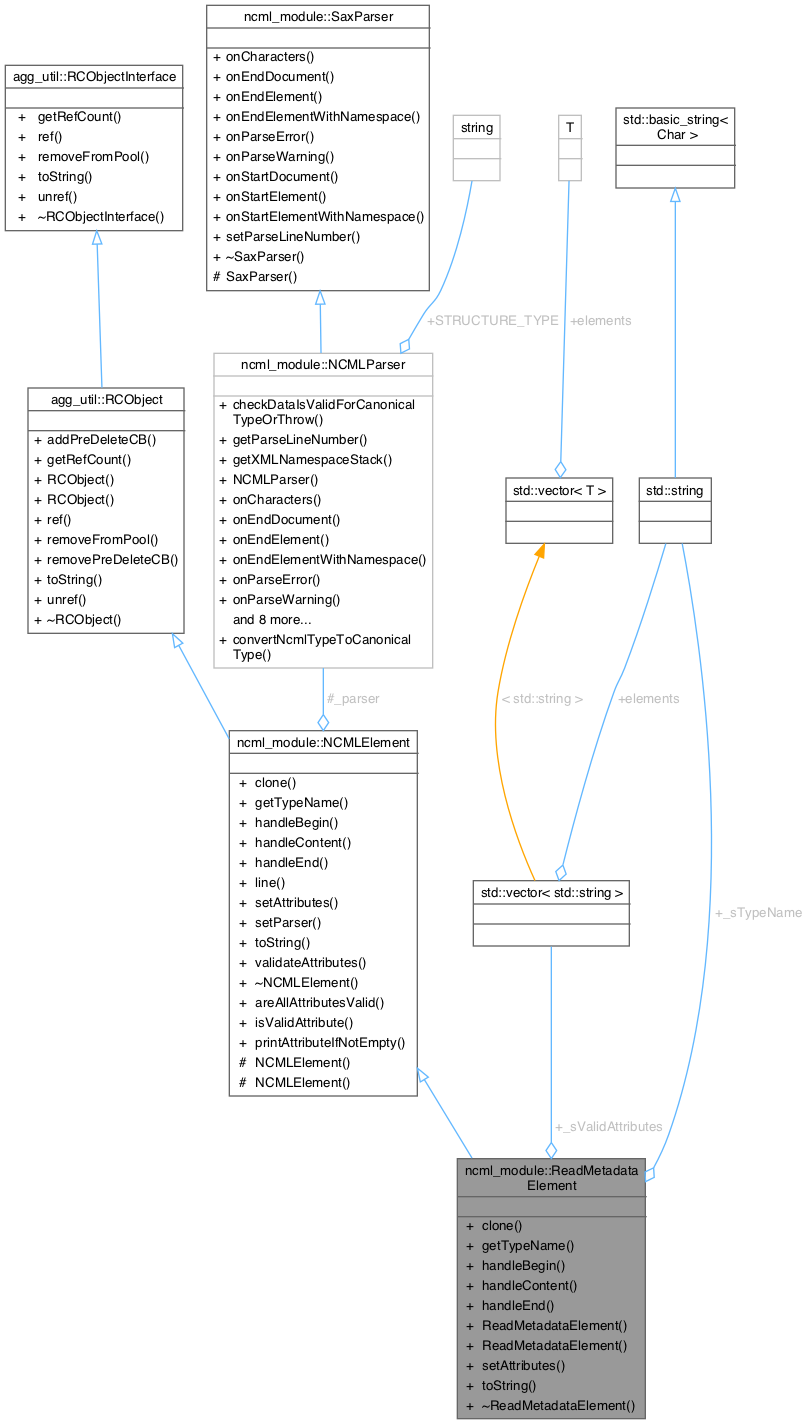 ncml_module::SaxParser
+ onCharacters()
+ onEndDocument()
+ onEndElement()
+ onEndElementWithNamespace()
+ onParseError()
+ onParseWarning()
+ onStartDocument()
+ onStartElement()
+ onStartElementWithNamespace()
+ setParseLineNumber()
+ ~SaxParser()
# SaxParser()
agg_util::RCObjectInterface
+ getRefCount()
+ ref()
+ removeFromPool()
+ toString()
+ unref()
+ ~RCObjectInterface()
string
T
std::basic_string<
Char >
+STRUCTURE_TYPE
+elements
ncml_module::NCMLParser
+ checkDataIsValidForCanonical
TypeOrThrow()
+ getParseLineNumber()
+ getXMLNamespaceStack()
+ NCMLParser()
+ onCharacters()
+ onEndDocument()
+ onEndElement()
+ onEndElementWithNamespace()
+ onParseError()
+ onParseWarning()
and 8 more...
+ convertNcmlTypeToCanonical
Type()
agg_util::RCObject
+ addPreDeleteCB()
+ getRefCount()
+ RCObject()
+ RCObject()
+ ref()
+ removeFromPool()
+ removePreDeleteCB()
+ toString()
+ unref()
+ ~RCObject()
std::vector< T >
std::string
#_parser
< std::string >
+elements
ncml_module::NCMLElement
+ clone()
+ getTypeName()
+ handleBegin()
+ handleContent()
+ handleEnd()
+ line()
+ setAttributes()
+ setParser()
+ toString()
+ validateAttributes()
+ ~NCMLElement()
+ areAllAttributesValid()
+ isValidAttribute()
+ printAttributeIfNotEmpty()
# NCMLElement()
# NCMLElement()
std::vector< std::string >
+_sTypeName
+_sValidAttributes
ncml_module::ReadMetadata
Element
+ clone()
+ getTypeName()
+ handleBegin()
+ handleContent()
+ handleEnd()
+ ReadMetadataElement()
+ ReadMetadataElement()
+ setAttributes()
+ toString()
+ ~ReadMetadataElement()